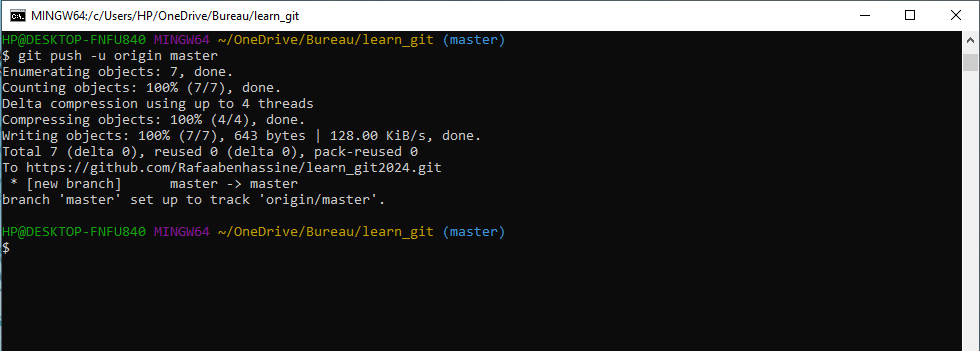 MINGW64:/c/Users/HP/OneDrive/Bureau/learn_git
HP@DESKTOP-FNFU840 MINGW64 ~/OneDrive/Bureau/learn_git (master)
$ git push -u origin master
Enumerating objects: 7, done.
Counting objects: 100% (7/7), done.
Delta compression using up to 4 threads
Compressing objects: 100% (4/4), done.
Writing objects: 100% (7/7), 643 bytes | 128.00 KiB/s, done.
Total 7 (delta 0), reused 0 (delta 0), pack-reused 0
To https://github.com/Rafaabenhassine/learn_git2024.git
 * [new branch]      master -> master
branch 'master' set up to track 'origin/master'.
HP@DESKTOP-FNFU840 MINGW64 ~/OneDrive/Bureau/learn_git (master)
$